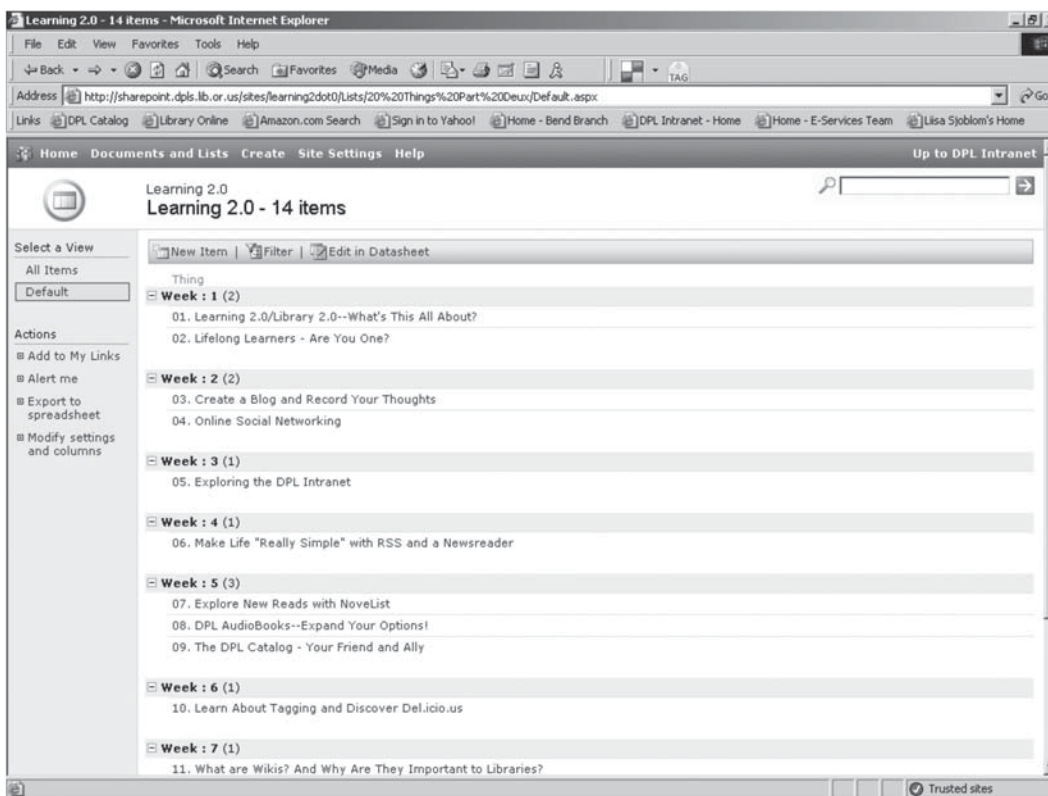 Learning 2.0 - 14 items - Microsoft Internet Explorer
File Edit View Favorites Tools Help
Back Search Favorites Media TAG
Address http://sharepoint.dpls.lib.or.us/sites/learning2dot0/Lists/20%20Things%20Part%20Deux/Default.aspx Go
Links DPL Catalog Library Online Amazon.com Search Sign in to Yahoo! Home - Bend Branch DPL Intranet - Home Home - E-Services Team Liisa Sjoblom's Home
Home Documents and Lists Create Site Settings Help Up to DPL Intranet
Learning 2.0
Learning 2.0 - 14 items
Select a View
All Items
Default
Actions
Add to My Links
Alert me
Export to
spreadsheet
Modify settings
and columns
New Item | Filter | Edit in Datasheet
Thing
Week : 1 (2)
01. Learning 2.0/Library 2.0--What's This All About?
02. Lifelong Learners - Are You One?
Week : 2 (2)
03. Create a Blog and Record Your Thoughts
04. Online Social Networking
Week : 3 (1)
05. Exploring the DPL Intranet
Week : 4 (1)
06. Make Life "Really Simple" with RSS and a Newsreader
Week : 5 (3)
07. Explore New Reads with NoveList
08. DPL AudioBooks--Expand Your Options!
09. The DPL Catalog - Your Friend and Ally
Week : 6 (1)
10. Learn About Tagging and Discover Del.icio.us
Week : 7 (1)
11. What are Wikis? And Why Are They Important to Libraries?
Trusted sites